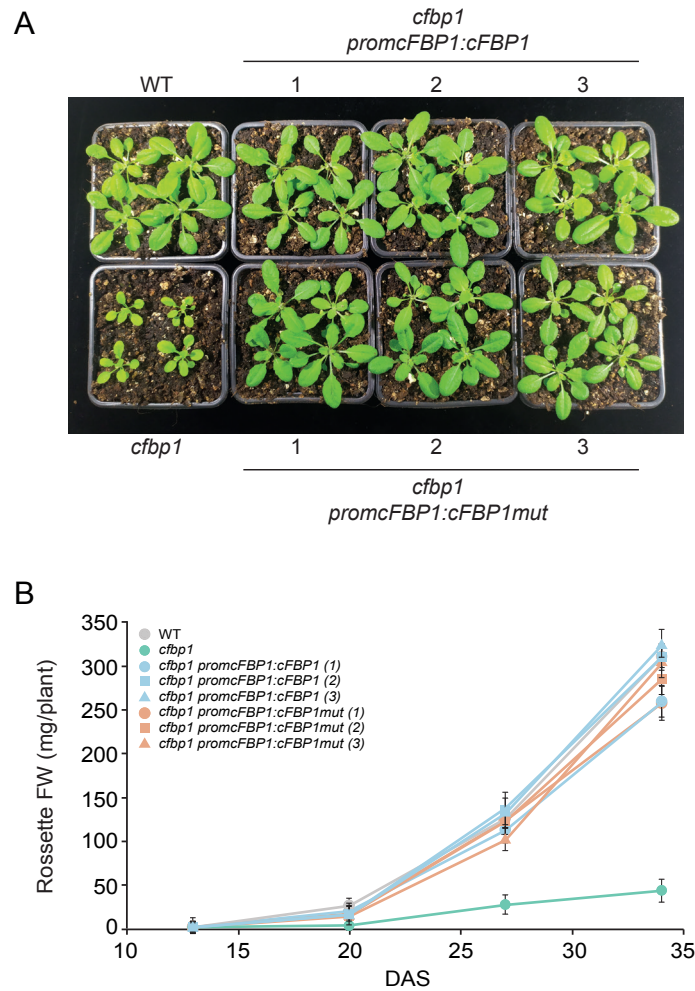 A
cfbp1
promcFBP1:cFBP1
WT 1 2 3
cfbp1 1 2 3
cfbp1
promcFBP1:cFBP1mut
B
Rossette FW (mg/plant)
350
300
250
200
150
100
50
0
WT
cfbp1
cfbp1 promcFBP1:cFBP1 (1)
cfbp1 promcFBP1:cFBP1 (2)
cfbp1 promcFBP1:cFBP1 (3)
cfbp1 promcFBP1:cFBP1mut (1)
cfbp1 promcFBP1:cFBP1mut (2)
cfbp1 promcFBP1:cFBP1mut (3)
10 15 20 25 30 35
DAS